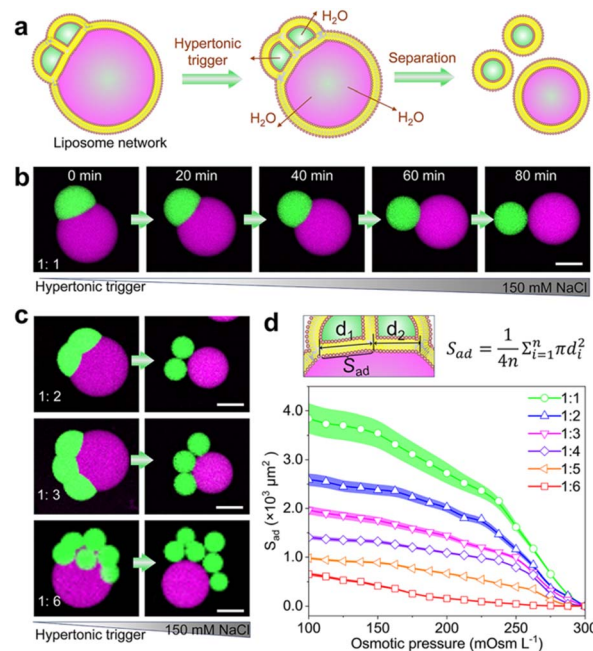 a
H₂O
Hypertonic trigger
Separation
H₂O
H₂O
Liposome network
b
0 min
20 min
40 min
60 min
80 min
1: 1
Hypertonic trigger
150 mM NaCl
c
1: 2
1: 3
1: 6
Hypertonic trigger
150 mM NaCl
d
d₁
d₂
S_ad
S_ad = 1/4n Σⁿᵢ₌₁ πdᵢ²
1:1
1:2
1:3
1:4
1:5
1:6
S_ad (×10³ μm²)
4.0
3.0
2.0
1.0
0.0
100
150
200
250
300
Osmotic pressure (mOsm L⁻¹)